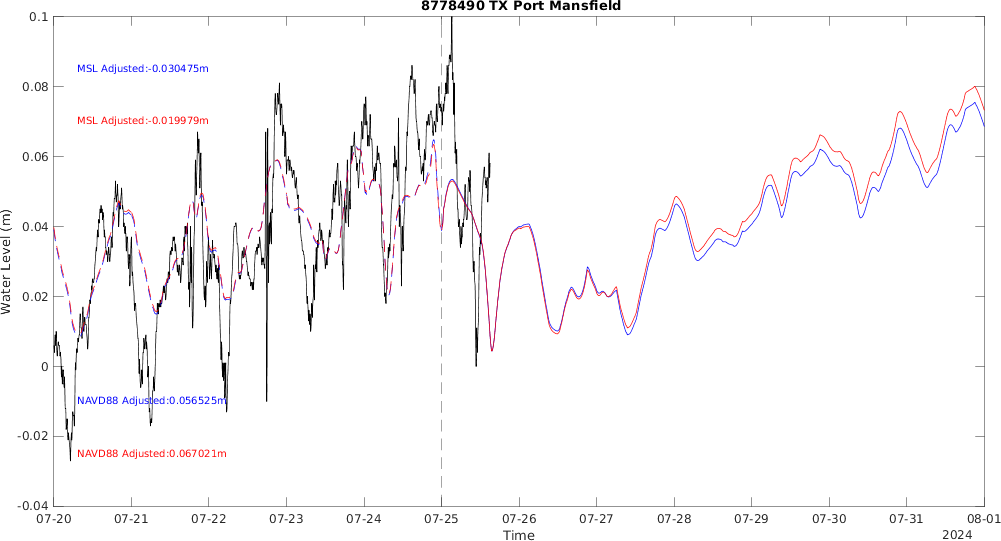 8778490 TX Port Mansfield
0.1
0.08
0.06
0.04
0.02
0
-0.02
-0.04
Water Level (m)
MSL Adjusted:-0.030475m
MSL Adjusted:-0.019979m
NAVD88 Adjusted:0.056525m
NAVD88 Adjusted:0.067021m
07-20 07-21 07-22 07-23 07-24 07-25 07-26 07-27 07-28 07-29 07-30 07-31 08-01
Time
2024